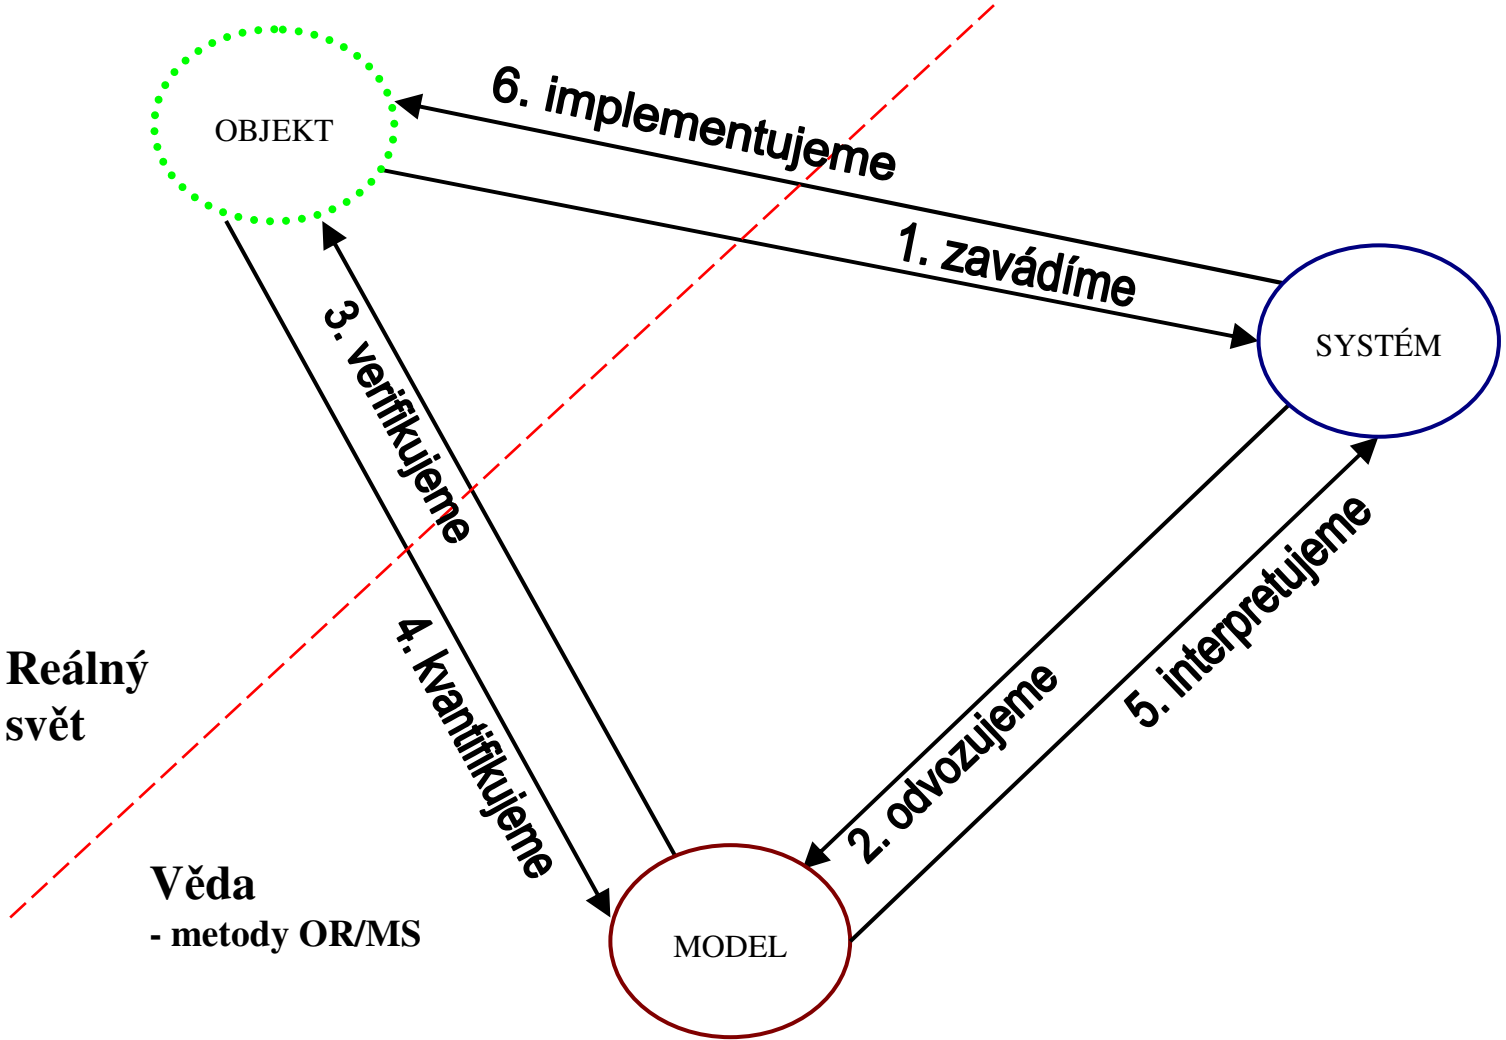 6. implementujeme
OBJEKT
1. zavádíme
SYSTÉM
3. verifikujeme
4. kvantifikujeme
5. interpretujeme
2. odvozujeme
Reálný
svět
Věda
- metody OR/MS
MODEL